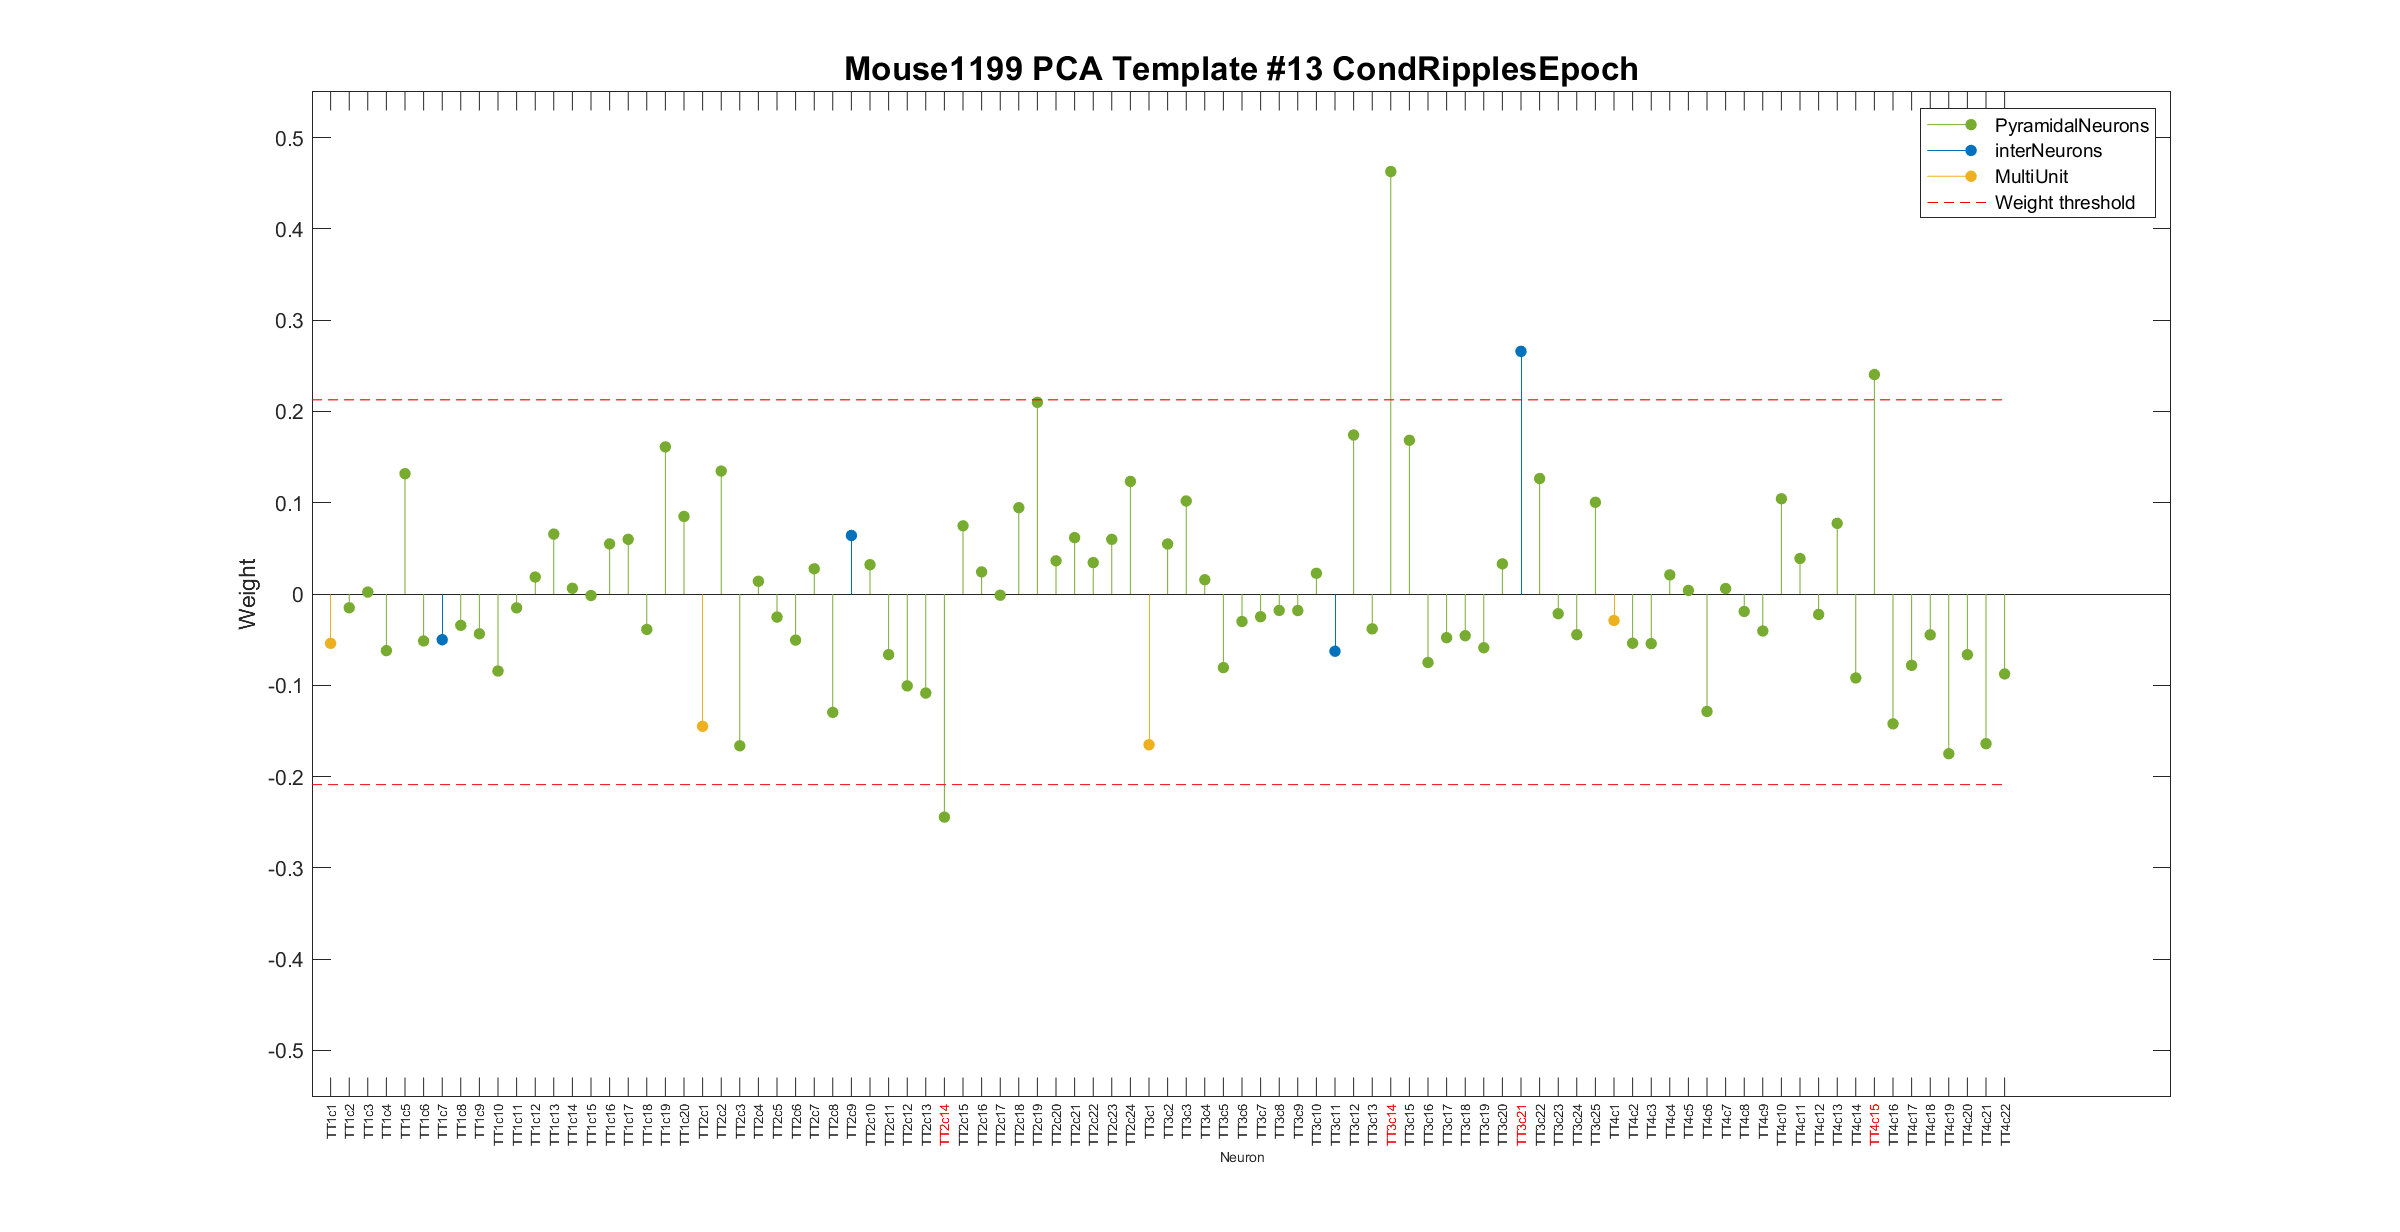 Mouse1199 PCA Template #13 CondRipplesEpoch
PyramidalNeurons
interNeurons
MultiUnit
Weight threshold
0.5
0.4
0.3
0.2
0.1
0
-0.1
-0.2
-0.3
-0.4
-0.5
Weight
TT1c1
TT1c2
TT1c3
TT1c4
TT1c5
TT1c6
TT1c7
TT1c8
TT1c9
TT1c10
TT1c11
TT1c12
TT1c13
TT1c14
TT1c15
TT1c16
TT1c17
TT1c18
TT1c19
TT1c20
TT2c1
TT2c2
TT2c3
TT2c4
TT2c5
TT2c6
TT2c7
TT2c8
TT2c9
TT2c10
TT2c11
TT2c12
TT2c13
TT2c14
TT2c15
TT2c16
TT2c17
TT2c18
TT2c19
TT2c20
TT2c21
TT2c22
TT2c23
TT2c24
TT3c1
TT3c2
TT3c3
TT3c4
TT3c5
TT3c6
TT3c7
TT3c8
TT3c9
TT3c10
TT3c11
TT3c12
TT3c13
TT3c14
TT3c15
TT3c16
TT3c17
TT3c18
TT3c19
TT3c20
TT3c21
TT3c22
TT3c23
TT3c24
TT3c25
TT4c1
TT4c2
TT4c3
TT4c4
TT4c5
TT4c6
TT4c7
TT4c8
TT4c9
TT4c10
TT4c11
TT4c12
TT4c13
TT4c14
TT4c15
TT4c16
TT4c17
TT4c18
TT4c19
TT4c20
TT4c21
TT4c22
Neuron